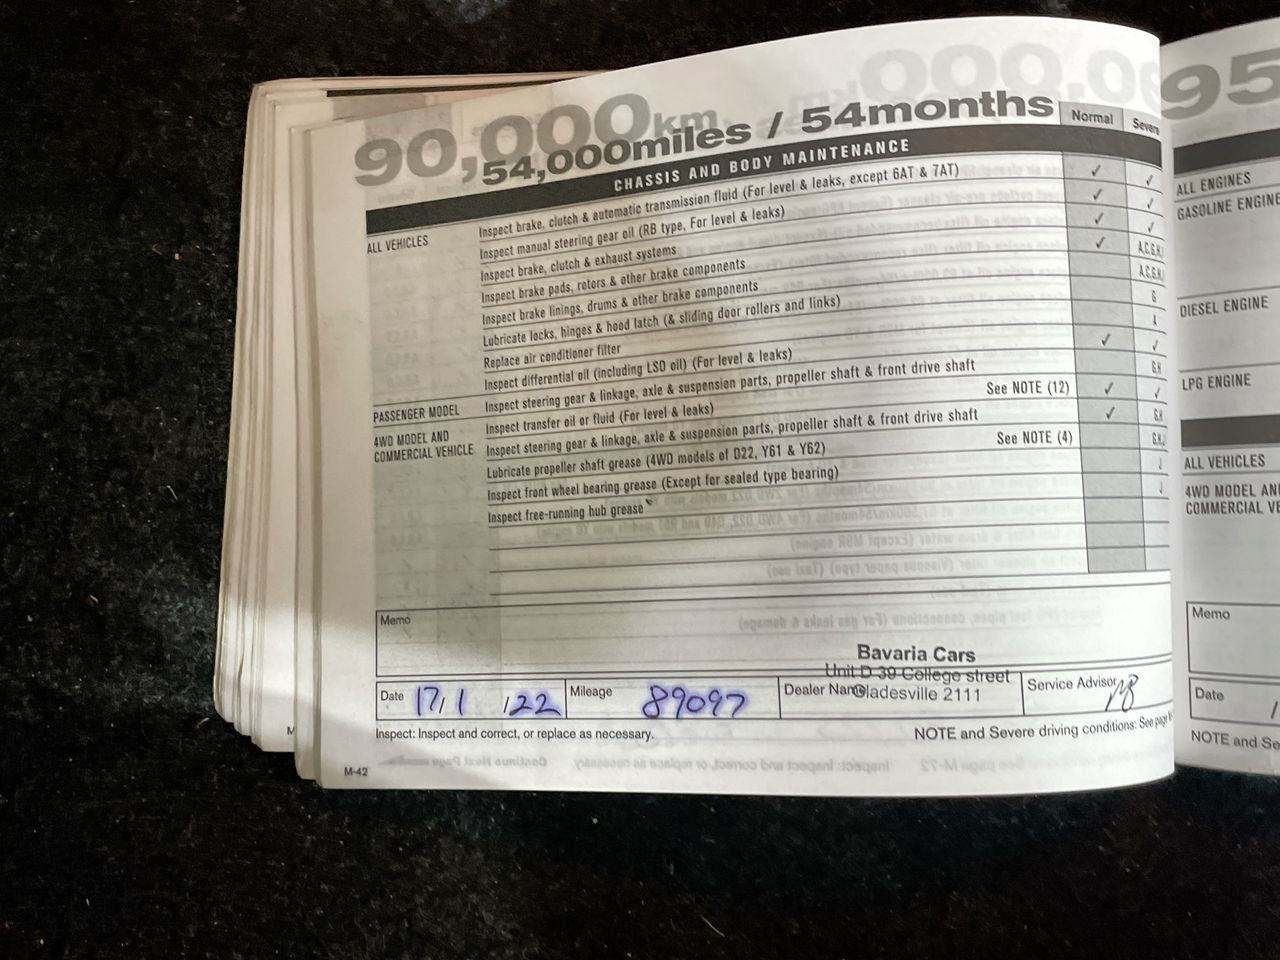 90,000km
54,000miles / 54months
Normal
Severe
CHASSIS AND BODY MAINTENANCE
ALL VEHICLES
Inspect brake, clutch & automatic transmission fluid (For level & leaks, except 6AT & 7AT) ✓ ✓
Inspect manual steering gear oil (RB type, For level & leaks) ✓ ✓
Inspect brake, clutch & exhaust systems ✓ ✓
Inspect brake pads, rotors & other brake components ✓ A,C,G,H,
Inspect brake linings, drums & other brake components A,C,G,H,
Lubricate locks, hinges & hood latch (& sliding door rollers and links) G
Replace air conditioner filter A
Inspect differential oil (including LSD oil) (For level & leaks) ✓ ✓
PASSENGER MODEL
Inspect steering gear & linkage, axle & suspension parts, propeller shaft & front drive shaft G,H
4WD MODEL AND
COMMERCIAL VEHICLE
Inspect transfer oil or fluid (For level & leaks) See NOTE (12) ✓ ✓
Inspect steering gear & linkage, axle & suspension parts, propeller shaft & front drive shaft ✓ G,H
Lubricate propeller shaft grease (4WD models of D22, Y61 & Y62) See NOTE (4) G,H,
Inspect front wheel bearing grease (Except for sealed type bearing)
Inspect free-running hub grease
Memo
Bavaria Cars
Unit D 39 College street
Gladesville 2111
Date 17/1/22
Mileage 89097
Dealer Name
Service Advisor
Inspect: Inspect and correct, or replace as necessary.
NOTE and Severe driving conditions: See page
M-42
95
ALL ENGINES
GASOLINE ENGINE
DIESEL ENGINE
LPG ENGINE
ALL VEHICLES
4WD MODEL AN
COMMERCIAL VE
Memo
Date /
NOTE and Se